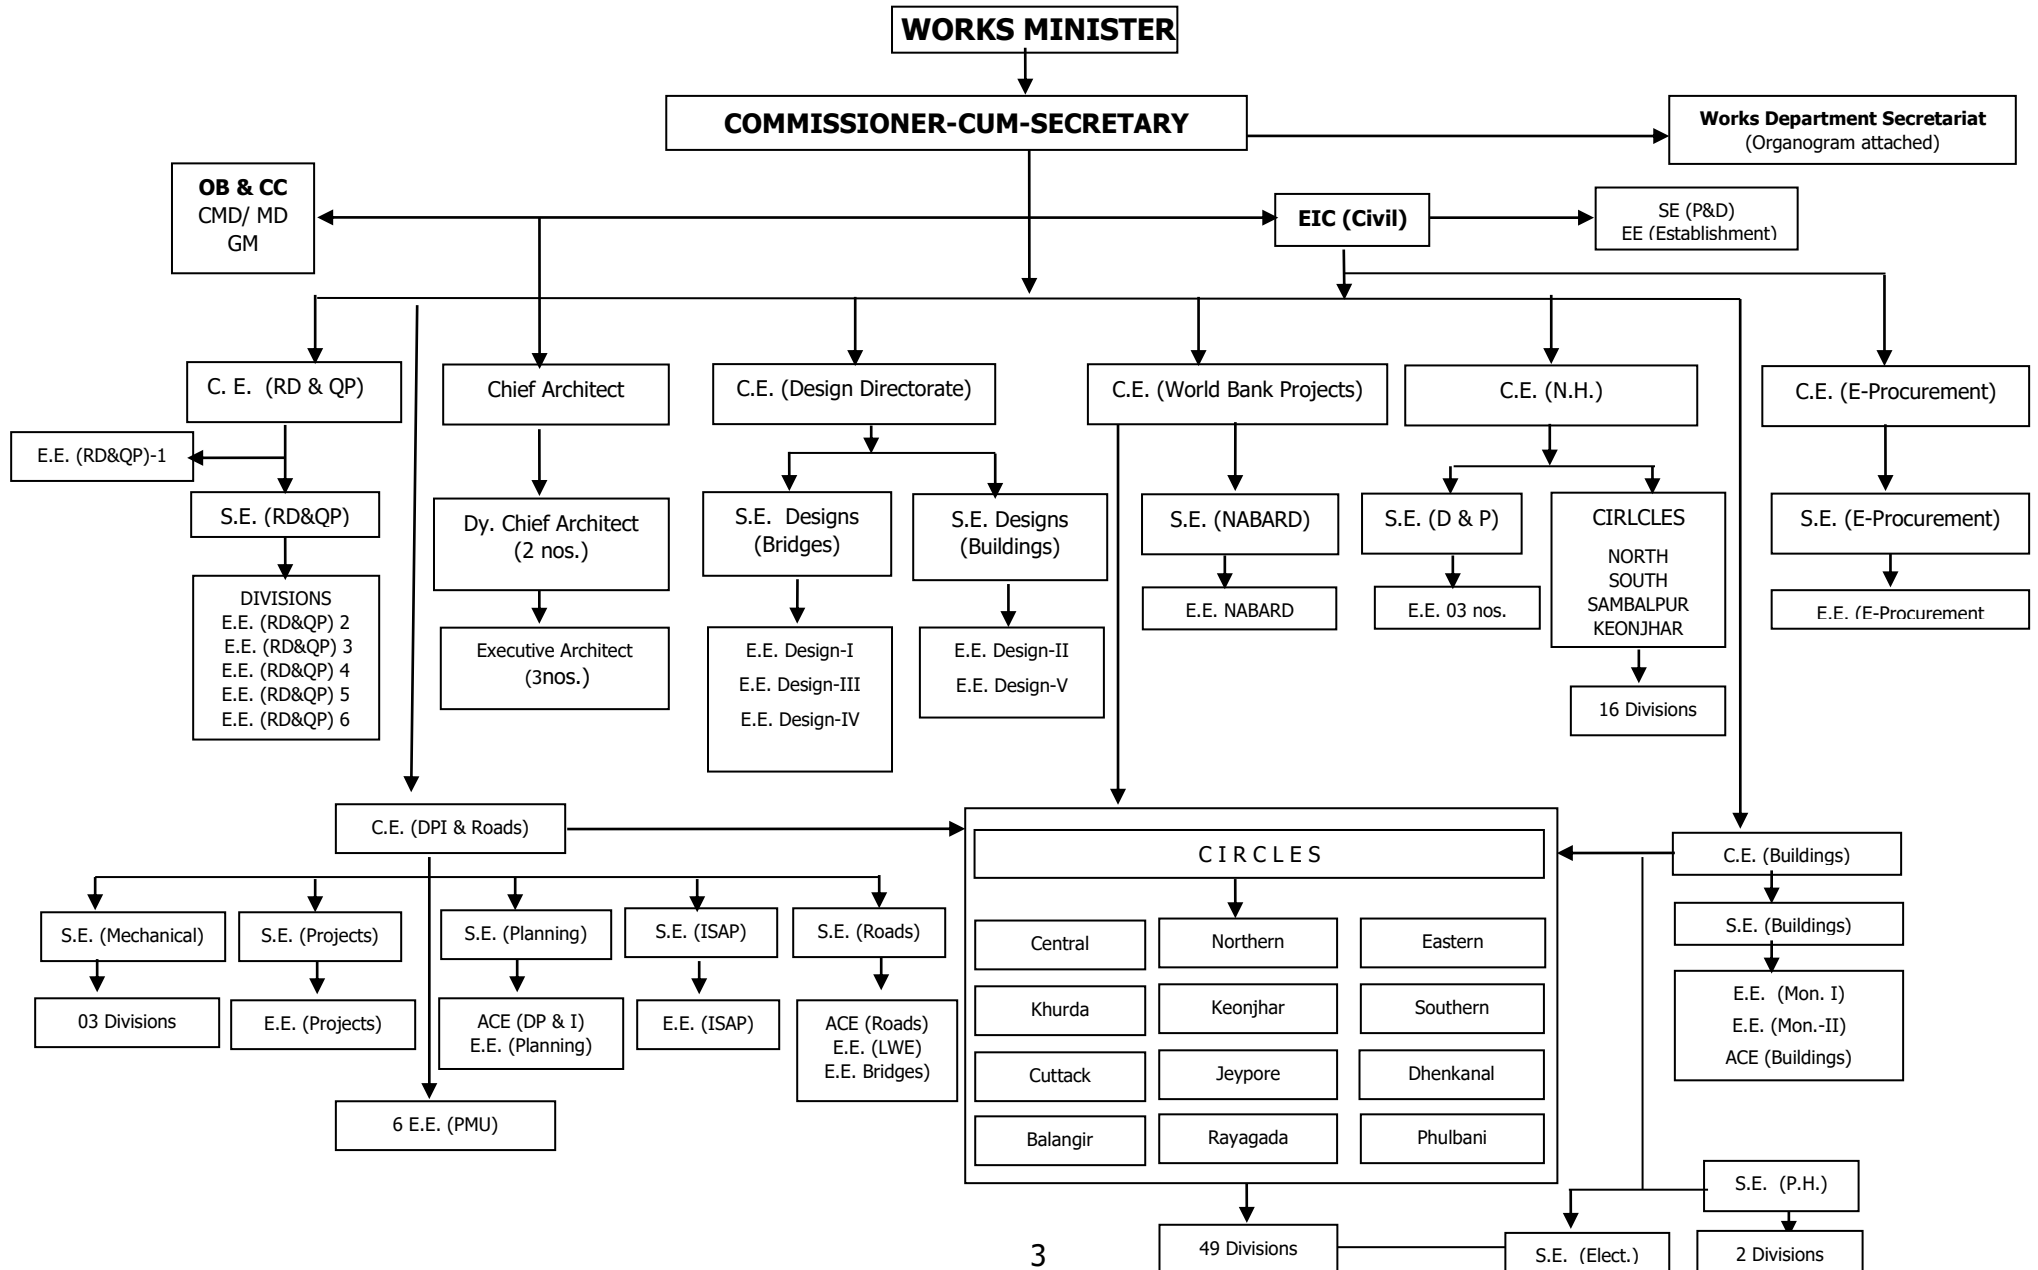 WORKS MINISTER
COMMISSIONER-CUM-SECRETARY
Works Department Secretariat
(Organogram attached)
OB & CC
CMD/ MD
GM
EIC (Civil)
SE (P&D)
EE (Establishment)
C. E. (RD & QP)
Chief Architect
C.E. (Design Directorate)
C.E. (World Bank Projects)
C.E. (N.H.)
C.E. (E-Procurement)
E.E. (RD&QP)-1
S.E. (RD&QP)
Dy. Chief Architect
(2 nos.)
S.E. Designs
(Bridges)
S.E. Designs
(Buildings)
S.E. (NABARD)
S.E. (D & P)
CIRLCLES
NORTH
SOUTH
SAMBALPUR
KEONJHAR
S.E. (E-Procurement)
DIVISIONS
E.E. (RD&QP) 2
E.E. (RD&QP) 3
E.E. (RD&QP) 4
E.E. (RD&QP) 5
E.E. (RD&QP) 6
Executive Architect
(3nos.)
E.E. Design-I
E.E. Design-III
E.E. Design-IV
E.E. Design-II
E.E. Design-V
E.E. NABARD
E.E. 03 nos.
E.E. (E-Procurement
16 Divisions
C.E. (DPI & Roads)
C I R C L E S
C.E. (Buildings)
S.E. (Mechanical)
S.E. (Projects)
S.E. (Planning)
S.E. (ISAP)
S.E. (Roads)
Central
Northern
Eastern
S.E. (Buildings)
03 Divisions
E.E. (Projects)
ACE (DP & I)
E.E. (Planning)
E.E. (ISAP)
ACE (Roads)
E.E. (LWE)
E.E. Bridges)
Khurda
Keonjhar
Southern
E.E. (Mon. I)
E.E. (Mon.-II)
ACE (Buildings)
Cuttack
Jeypore
Dhenkanal
6 E.E. (PMU)
Balangir
Rayagada
Phulbani
S.E. (P.H.)
49 Divisions
S.E. (Elect.)
2 Divisions
3